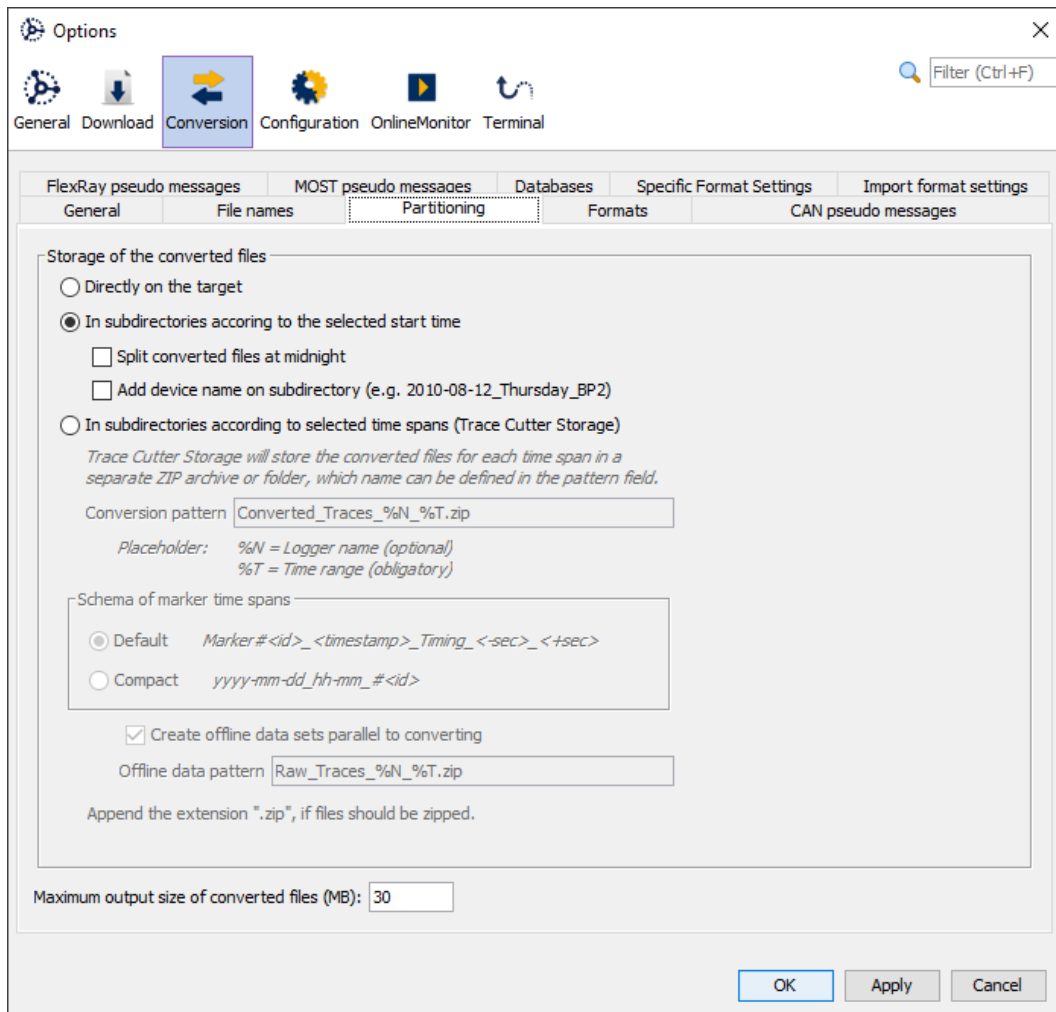 Options
Filter (Ctrl+F)
General Download Conversion Configuration OnlineMonitor Terminal
FlexRay pseudo messages MOST pseudo messages Databases Specific Format Settings Import format settings
General File names Partitioning Formats CAN pseudo messages
Storage of the converted files
Directly on the target
In subdirectories accoring to the selected start time
Split converted files at midnight
Add device name on subdirectory (e.g. 2010-08-12_Thursday_BP2)
In subdirectories according to selected time spans (Trace Cutter Storage)
Trace Cutter Storage will store the converted files for each time span in a
separate ZIP archive or folder, which name can be defined in the pattern field.
Conversion pattern Converted_Traces_%N_%T.zip
Placeholder: %N = Logger name (optional)
%T = Time range (obligatory)
Schema of marker time spans
Default Marker#<id>_<timestamp>_Timing_<-sec>_<+sec>
Compact yyyy-mm-dd_hh-mm_#<id>
Create offline data sets parallel to converting
Offline data pattern Raw_Traces_%N_%T.zip
Append the extension ".zip", if files should be zipped.
Maximum output size of converted files (MB): 30
OK Apply Cancel